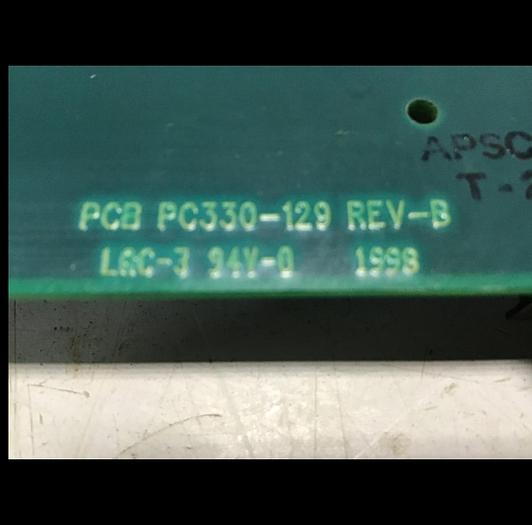 APSC
T-
PCB PC330-129 REV-B
LGC-3 94V-0 1998